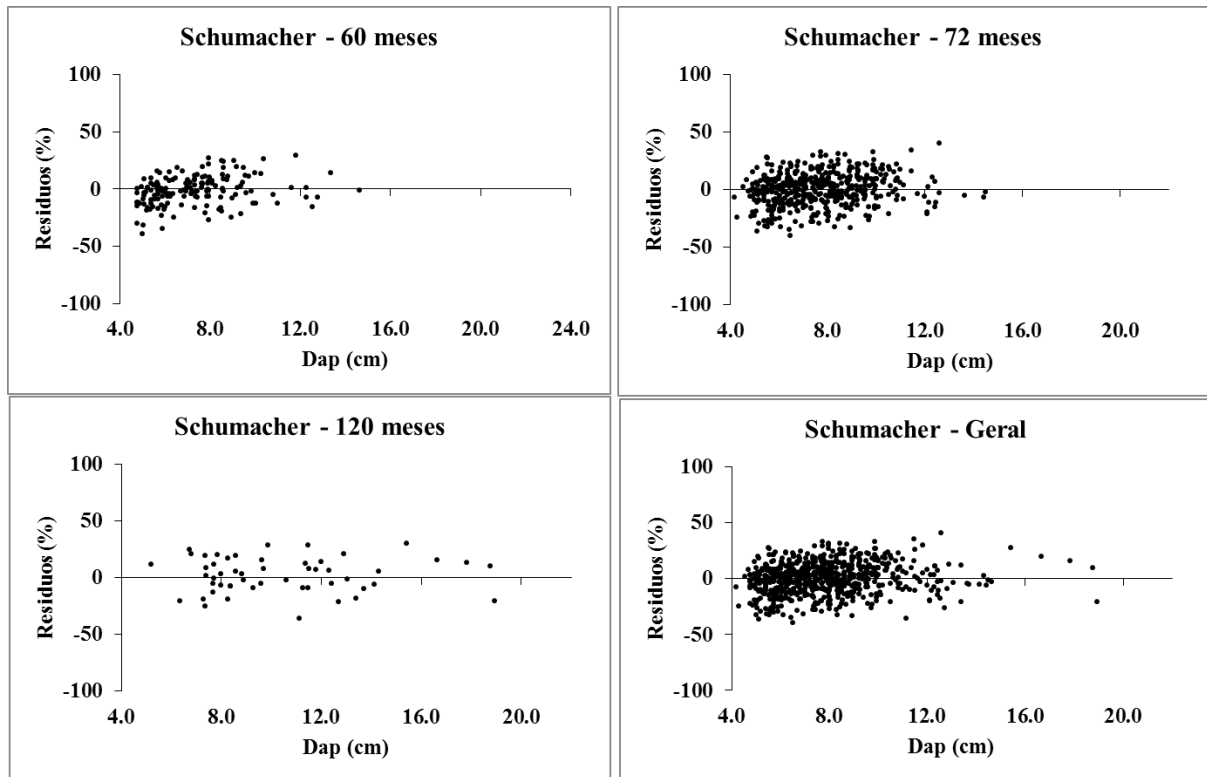 Schumacher - 60 meses
100
50
0
-50
-100
Resíduos (%)
4.0 8.0 12.0 16.0 20.0 24.0
Dap (cm)
Schumacher - 72 meses
100
50
0
-50
-100
Resíduos (%)
4.0 8.0 12.0 16.0 20.0
Dap (cm)
Schumacher - 120 meses
100
50
0
-50
-100
Resíduos (%)
4.0 8.0 12.0 16.0 20.0
Dap (cm)
Schumacher - Geral
100
50
0
-50
-100
Resíduos (%)
4.0 8.0 12.0 16.0 20.0
Dap (cm)